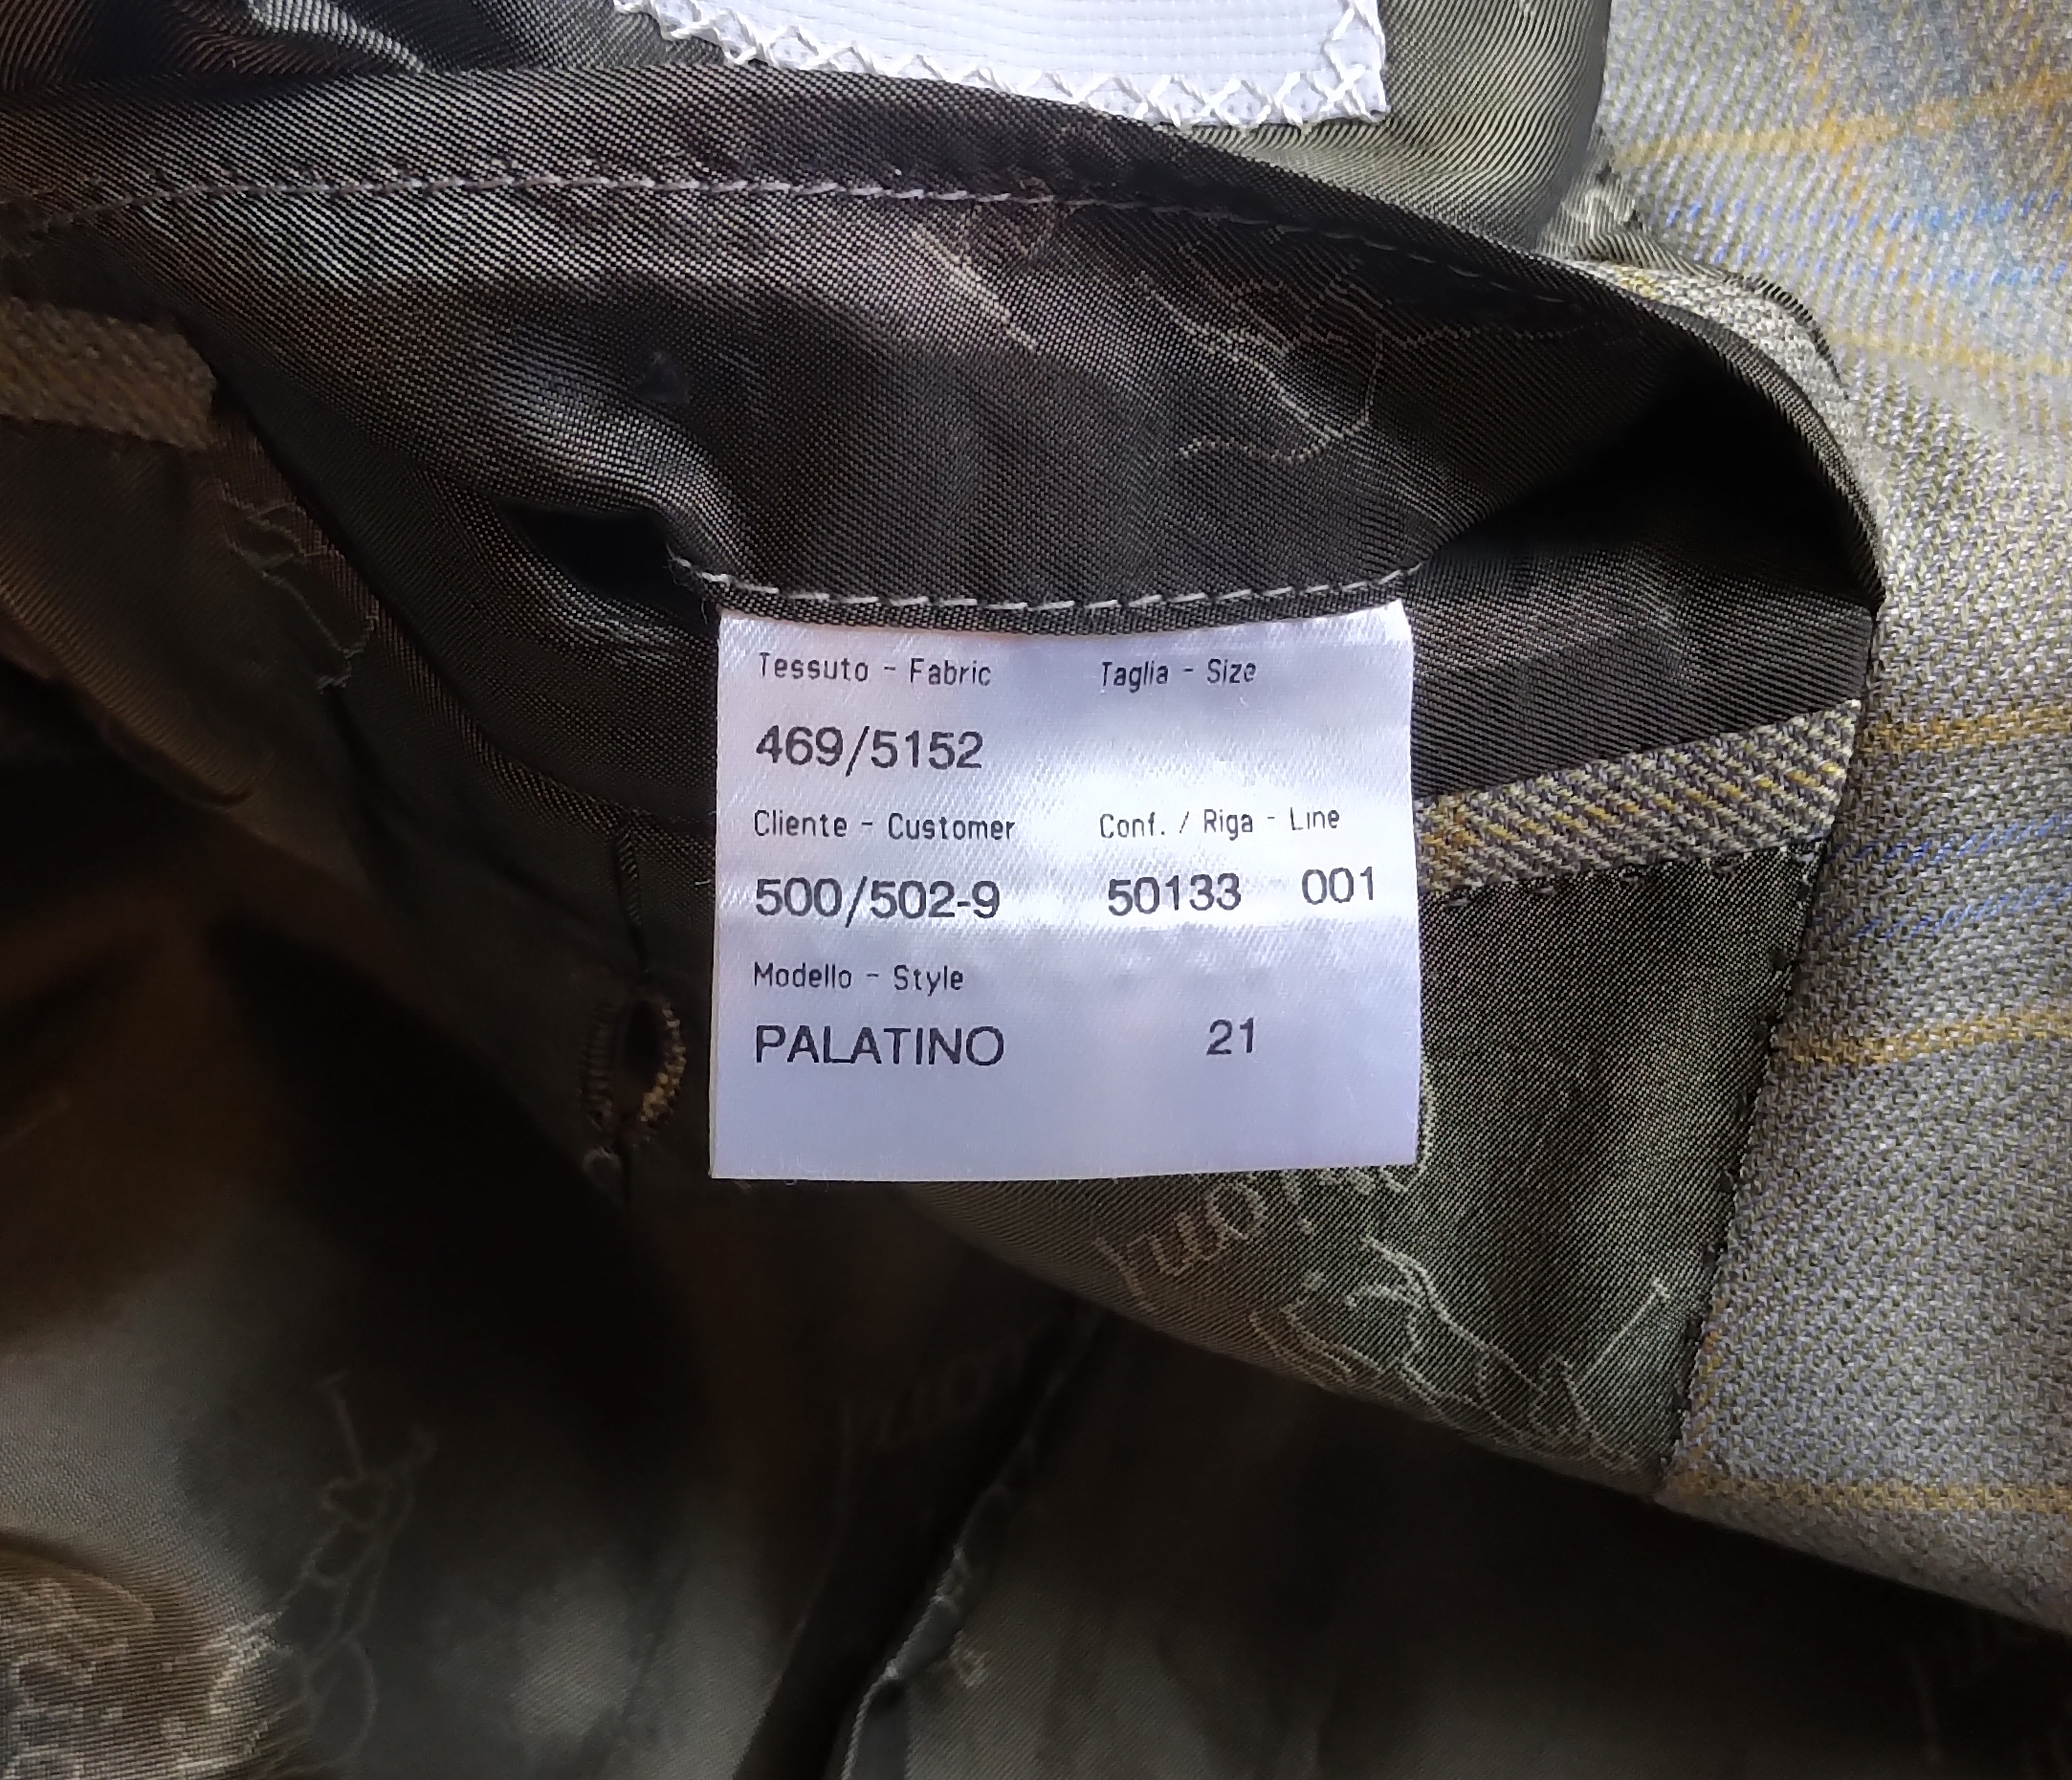 Tessuto - Fabric Taglia - Size
469/5152
Cliente - Customer Conf. / Riga - Line
500/502-9 50133 001
Modello - Style
PALATINO 21